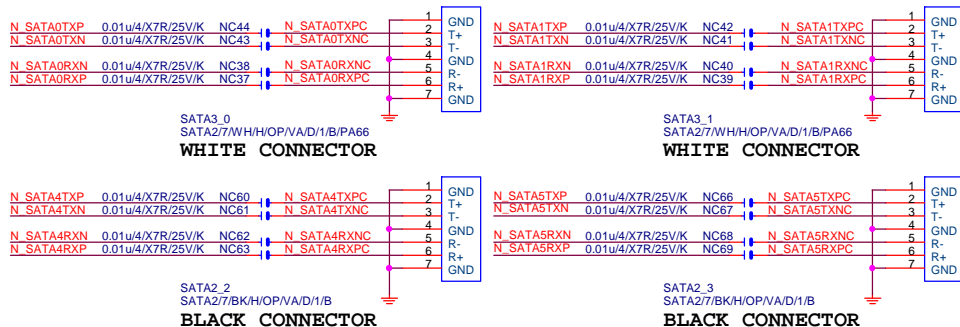 1 GND
N_SATA0TXP 0.01u/4/X7R/25V/K NC44 N_SATA0TXPC 2 T+
N_SATA0TXN 0.01u/4/X7R/25V/K NC43 N_SATA0TXNC 3 T-
4 GND
N_SATA0RXN 0.01u/4/X7R/25V/K NC38 N_SATA0RXNC 5 R-
N_SATA0RXP 0.01u/4/X7R/25V/K NC37 N_SATA0RXPC 6 R+
7 GND
SATA3_0
SATA2/7/WH/H/OP/VA/D/1/B/PA66
WHITE CONNECTOR
1 GND
N_SATA1TXP 0.01u/4/X7R/25V/K NC42 N_SATA1TXPC 2 T+
N_SATA1TXN 0.01u/4/X7R/25V/K NC41 N_SATA1TXNC 3 T-
4 GND
N_SATA1RXN 0.01u/4/X7R/25V/K NC40 N_SATA1RXNC 5 R-
N_SATA1RXP 0.01u/4/X7R/25V/K NC39 N_SATA1RXPC 6 R+
7 GND
SATA3_1
SATA2/7/WH/H/OP/VA/D/1/B/PA66
WHITE CONNECTOR
1 GND
N_SATA4TXP 0.01u/4/X7R/25V/K NC60 N_SATA4TXPC 2 T+
N_SATA4TXN 0.01u/4/X7R/25V/K NC61 N_SATA4TXNC 3 T-
4 GND
N_SATA4RXN 0.01u/4/X7R/25V/K NC62 N_SATA4RXNC 5 R-
N_SATA4RXP 0.01u/4/X7R/25V/K NC63 N_SATA4RXPC 6 R+
7 GND
SATA2_2
SATA2/7/BK/H/OP/VA/D/1/B
BLACK CONNECTOR
1 GND
N_SATA5TXP 0.01u/4/X7R/25V/K NC66 N_SATA5TXPC 2 T+
N_SATA5TXN 0.01u/4/X7R/25V/K NC67 N_SATA5TXNC 3 T-
4 GND
N_SATA5RXN 0.01u/4/X7R/25V/K NC68 N_SATA5RXNC 5 R-
N_SATA5RXP 0.01u/4/X7R/25V/K NC69 N_SATA5RXPC 6 R+
7 GND
SATA2_3
SATA2/7/BK/H/OP/VA/D/1/B
BLACK CONNECTOR